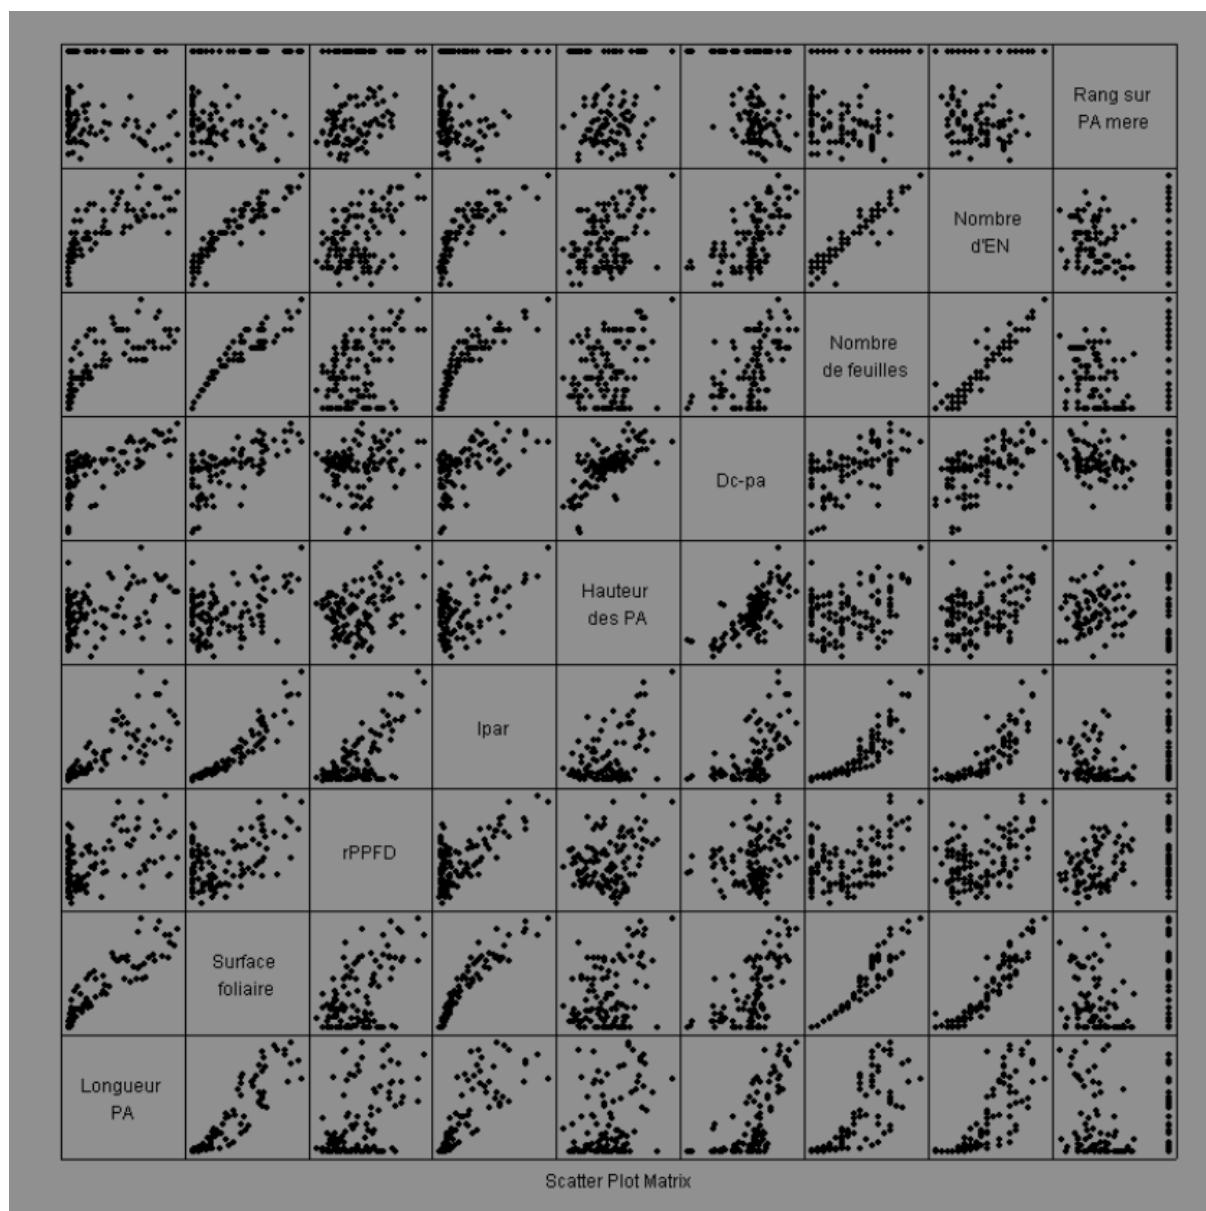 Rang sur
PA mere
Nombre
d'EN
Nombre
de feuilles
Dc-pa
Hauteur
des PA
Ipar
rPPFD
Surface
foliaire
Longueur
PA
Scatter Plot Matrix